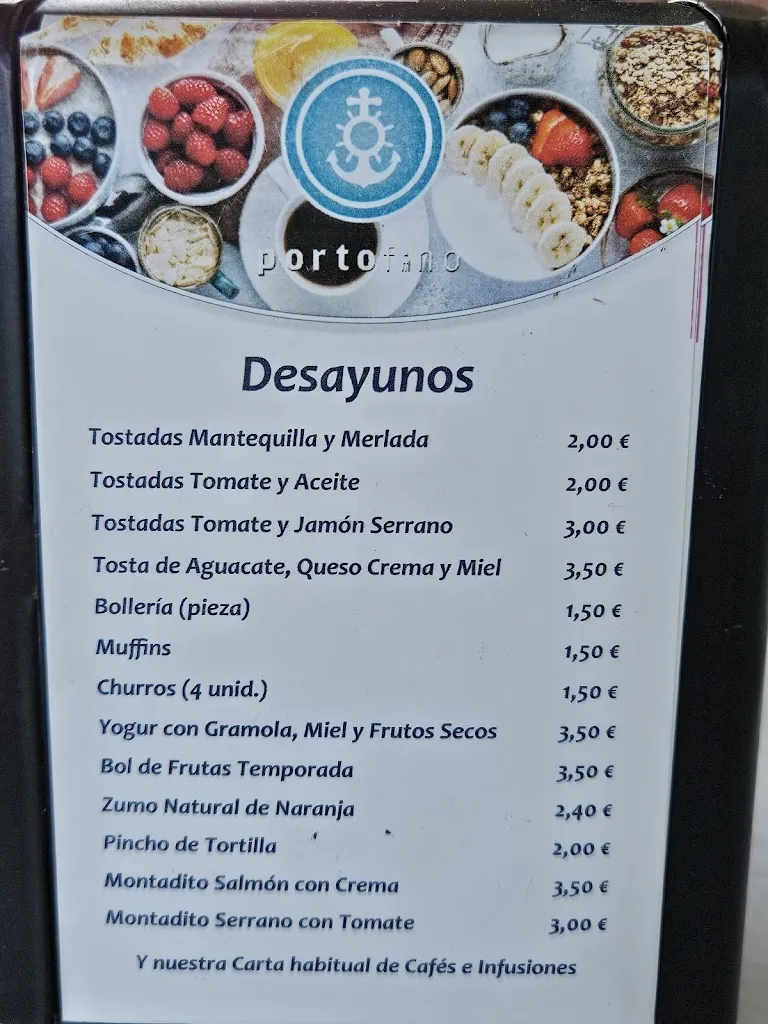 portofino
Desayunos
Tostadas Mantequilla y Merlada 2,00 €
Tostadas Tomate y Aceite 2,00 €
Tostadas Tomate y Jamón Serrano 3,00 €
Tosta de Aguacate, Queso Crema y Miel 3,50 €
Bollería (pieza) 1,50 €
Muffins 1,50 €
Churros (4 unid.) 1,50 €
Yogur con Gramola, Miel y Frutos Secos 3,50 €
Bol de Frutas Temporada 3,50 €
Zumo Natural de Naranja 2,40 €
Pincho de Tortilla 2,00 €
Montadito Salmón con Crema 3,50 €
Montadito Serrano con Tomate 3,00 €
Y nuestra Carta habitual de Cafés e Infusiones